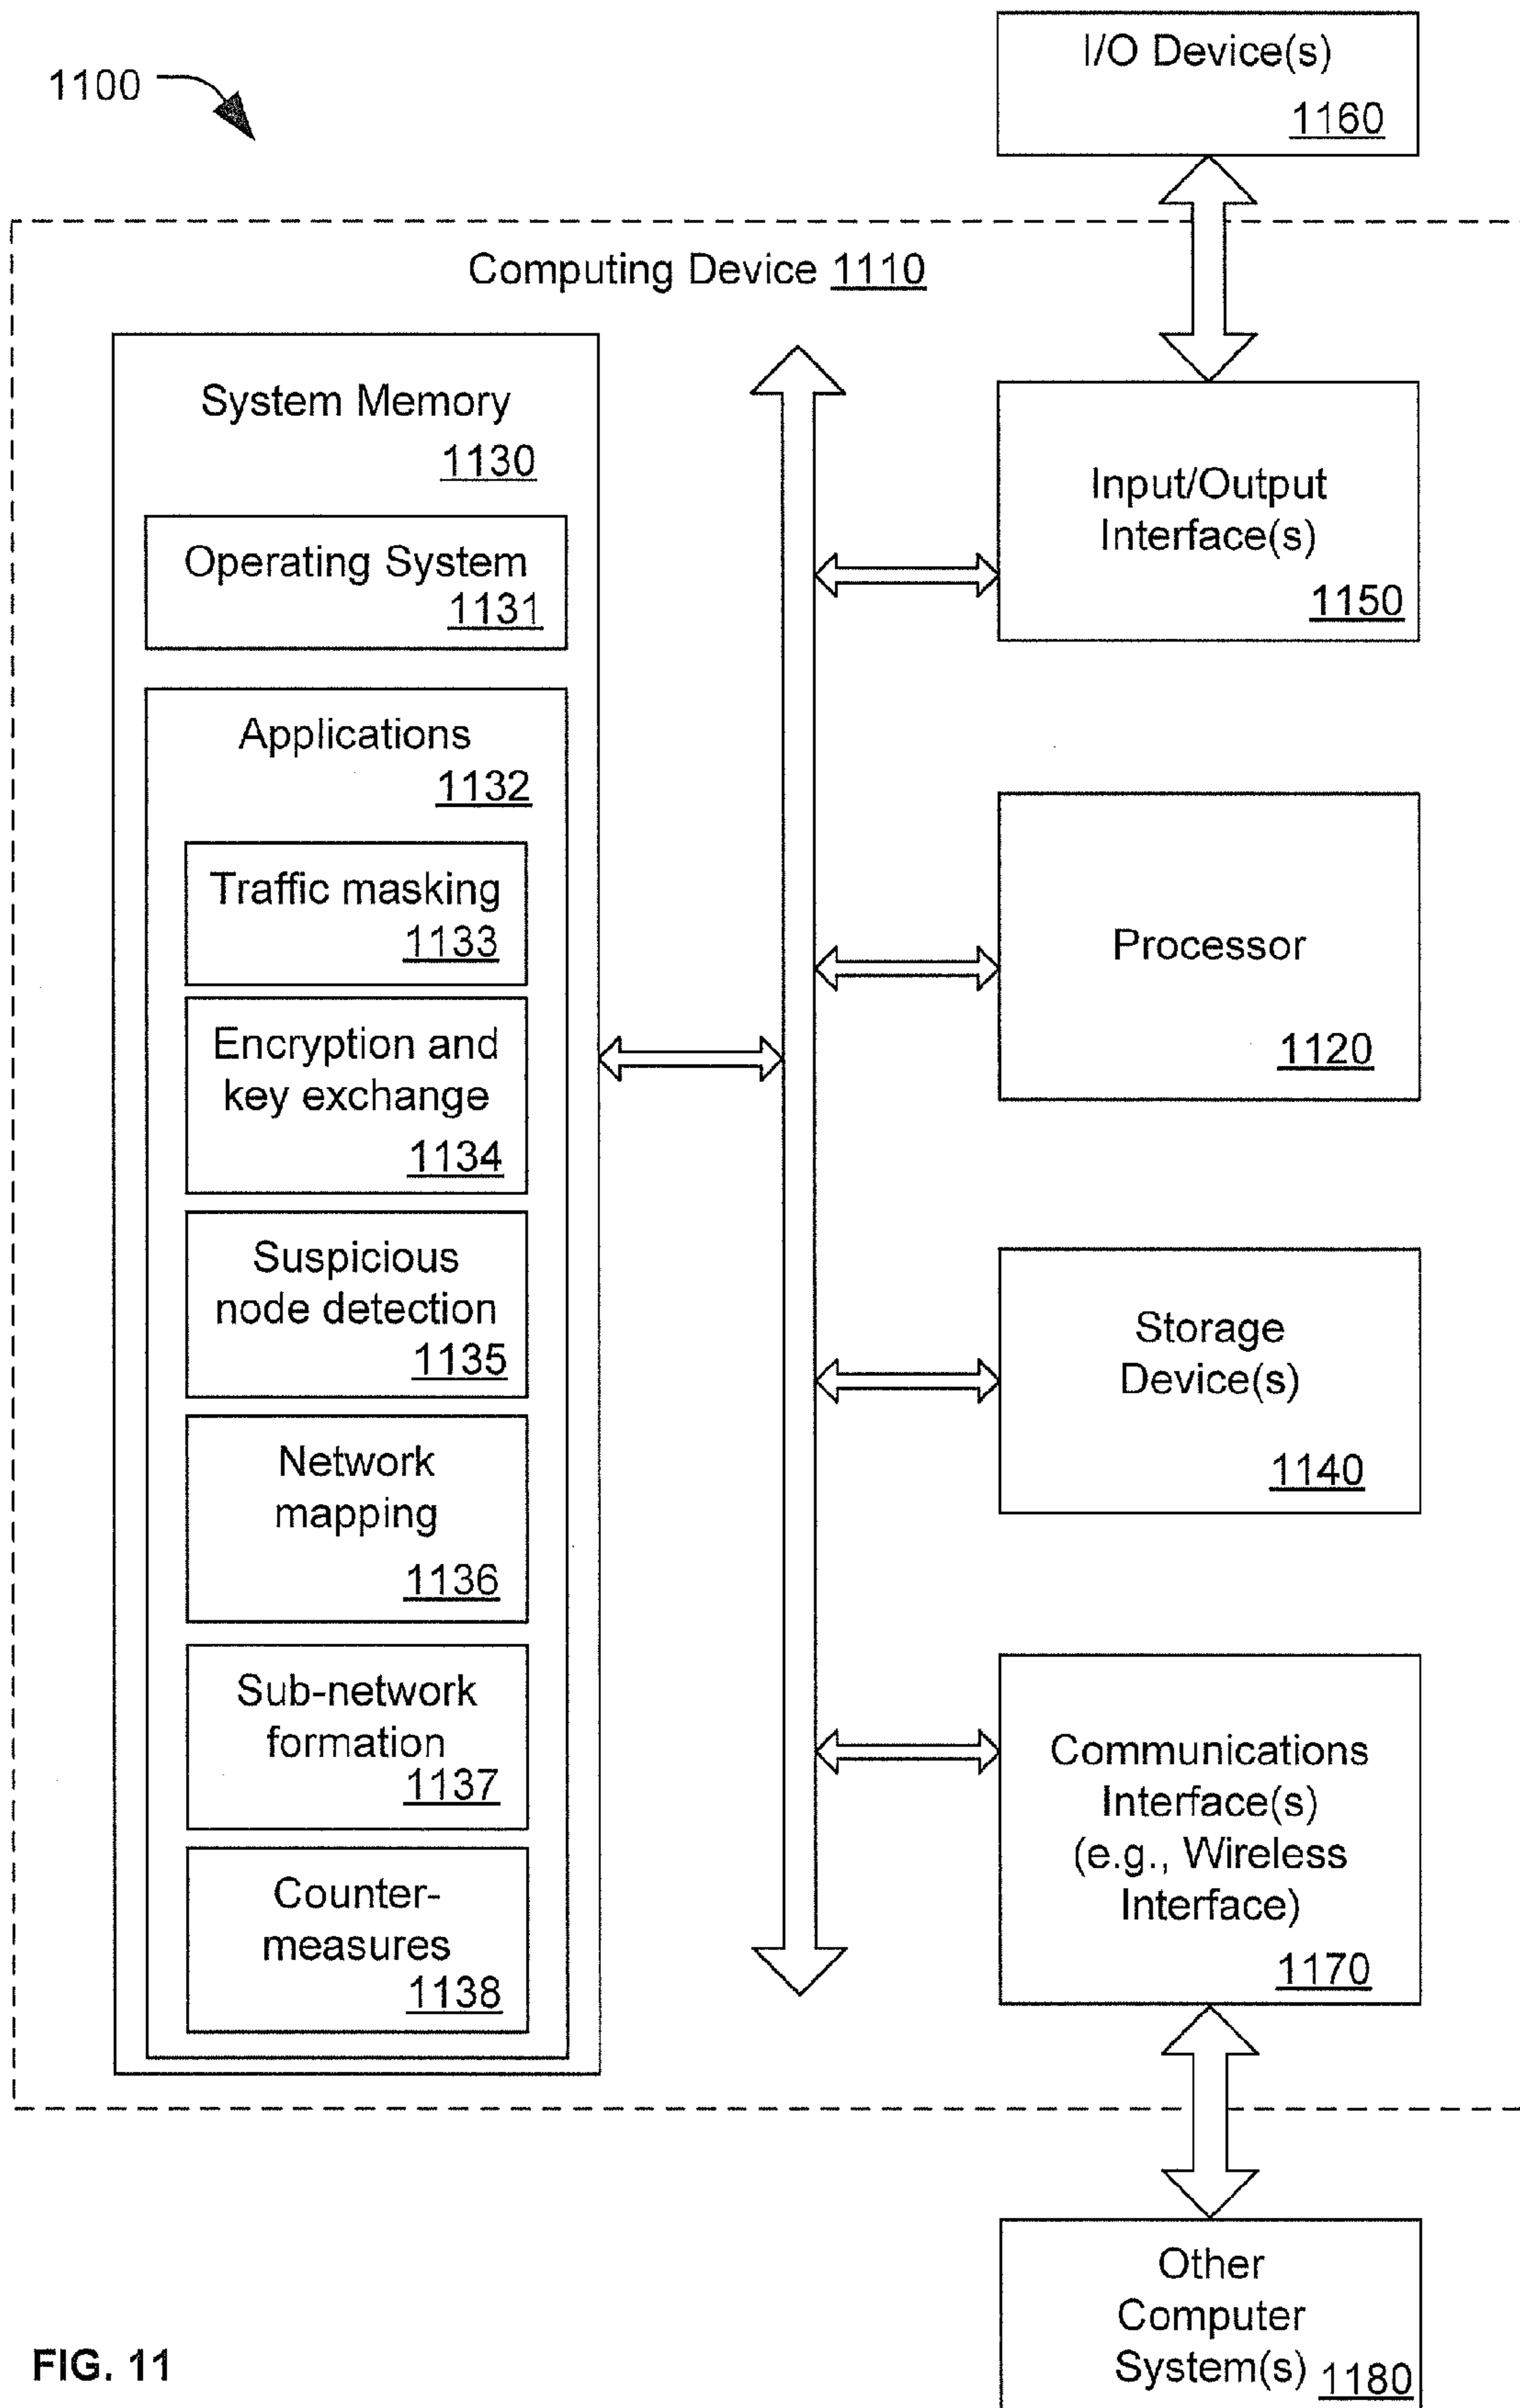 1100
I/O Device(s)
1160
Computing Device 1110
System Memory
1130
Operating System
1131
Applications
1132
Traffic masking
1133
Encryption and
key exchange
1134
Suspicious
node detection
1135
Network
mapping
1136
Sub-network
formation
1137
Counter-
measures
1138
Input/Output
Interface(s)
1150
Processor
1120
Storage
Device(s)
1140
Communications
Interface(s)
(e.g., Wireless
Interface)
1170
Other
Computer
System(s) 1180
FIG. 11